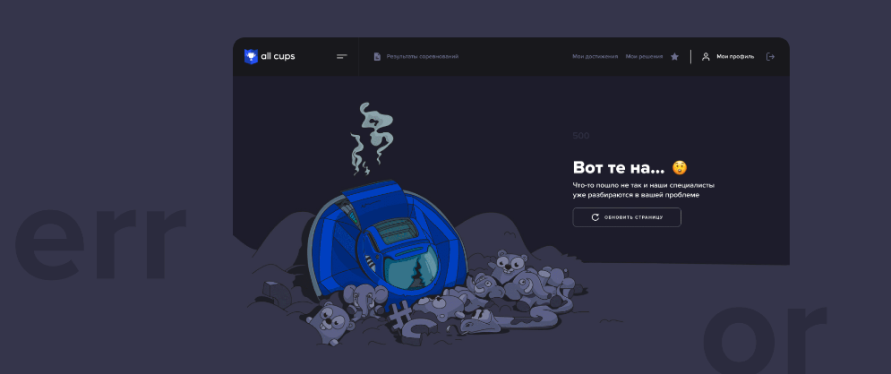 all cups
Результаты соревнований
Мои достижения
Мои решения
Мой профиль
500
Вот те на...
Что-то пошло не так и наши специалисты
уже разбираются в вашей проблеме
ОБНОВИТЬ СТРАНИЦУ
err
#
C
or